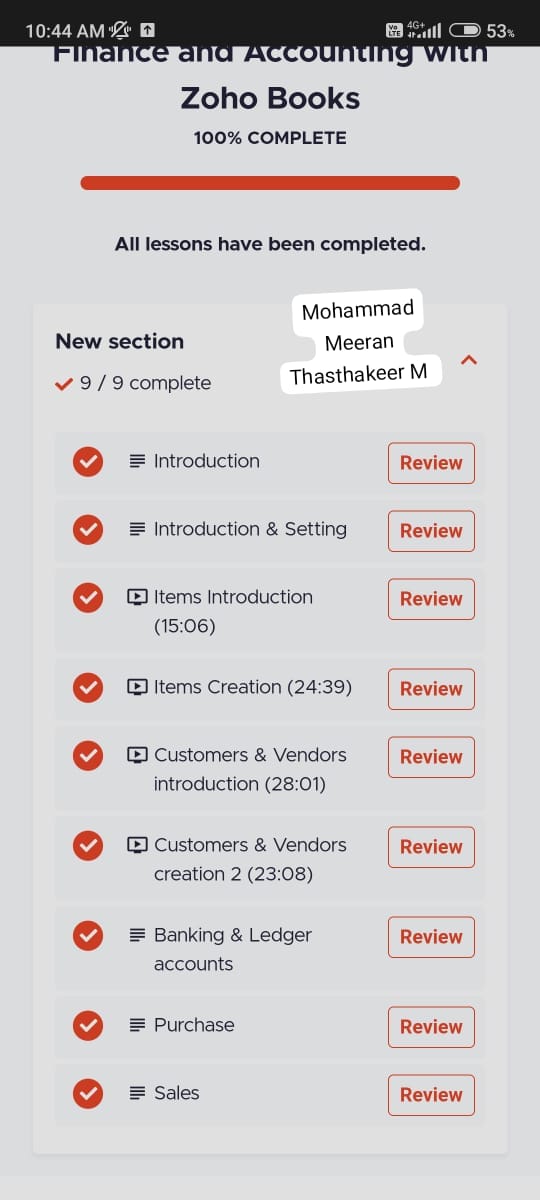 10:44 AM
4G+
Vo
LTE
53%
Finance and Accounting with
Zoho Books
100% COMPLETE
All lessons have been completed.
Mohammad
Meeran
Thasthakeer M
New section
9 / 9 complete
Introduction
Review
Introduction & Setting
Review
Items Introduction
(15:06)
Review
Items Creation (24:39)
Review
Customers & Vendors
introduction (28:01)
Review
Customers & Vendors
creation 2 (23:08)
Review
Banking & Ledger
accounts
Review
Purchase
Review
Sales
Review